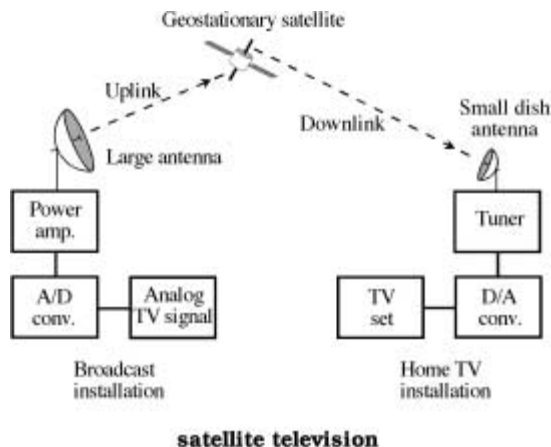 Geostationary satellite
Uplink
Downlink
Small dish
antenna
Large antenna
Power
amp.
Tuner
A/D
conv.
Analog
TV signal
TV
set
D/A
conv.
Broadcast
installation
Home TV
installation
satellite television